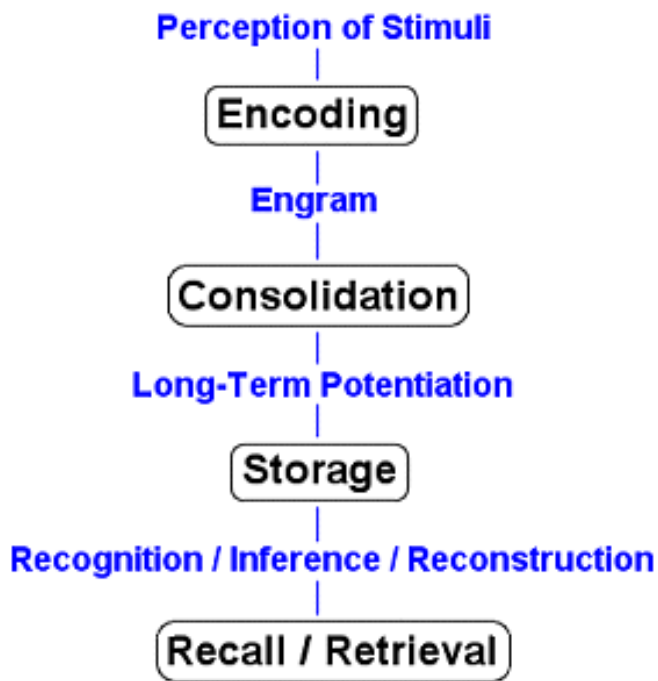 Perception of Stimuli
Encoding
Engram
Consolidation
Long-Term Potentiation
Storage
Recognition / Inference / Reconstruction
Recall / Retrieval